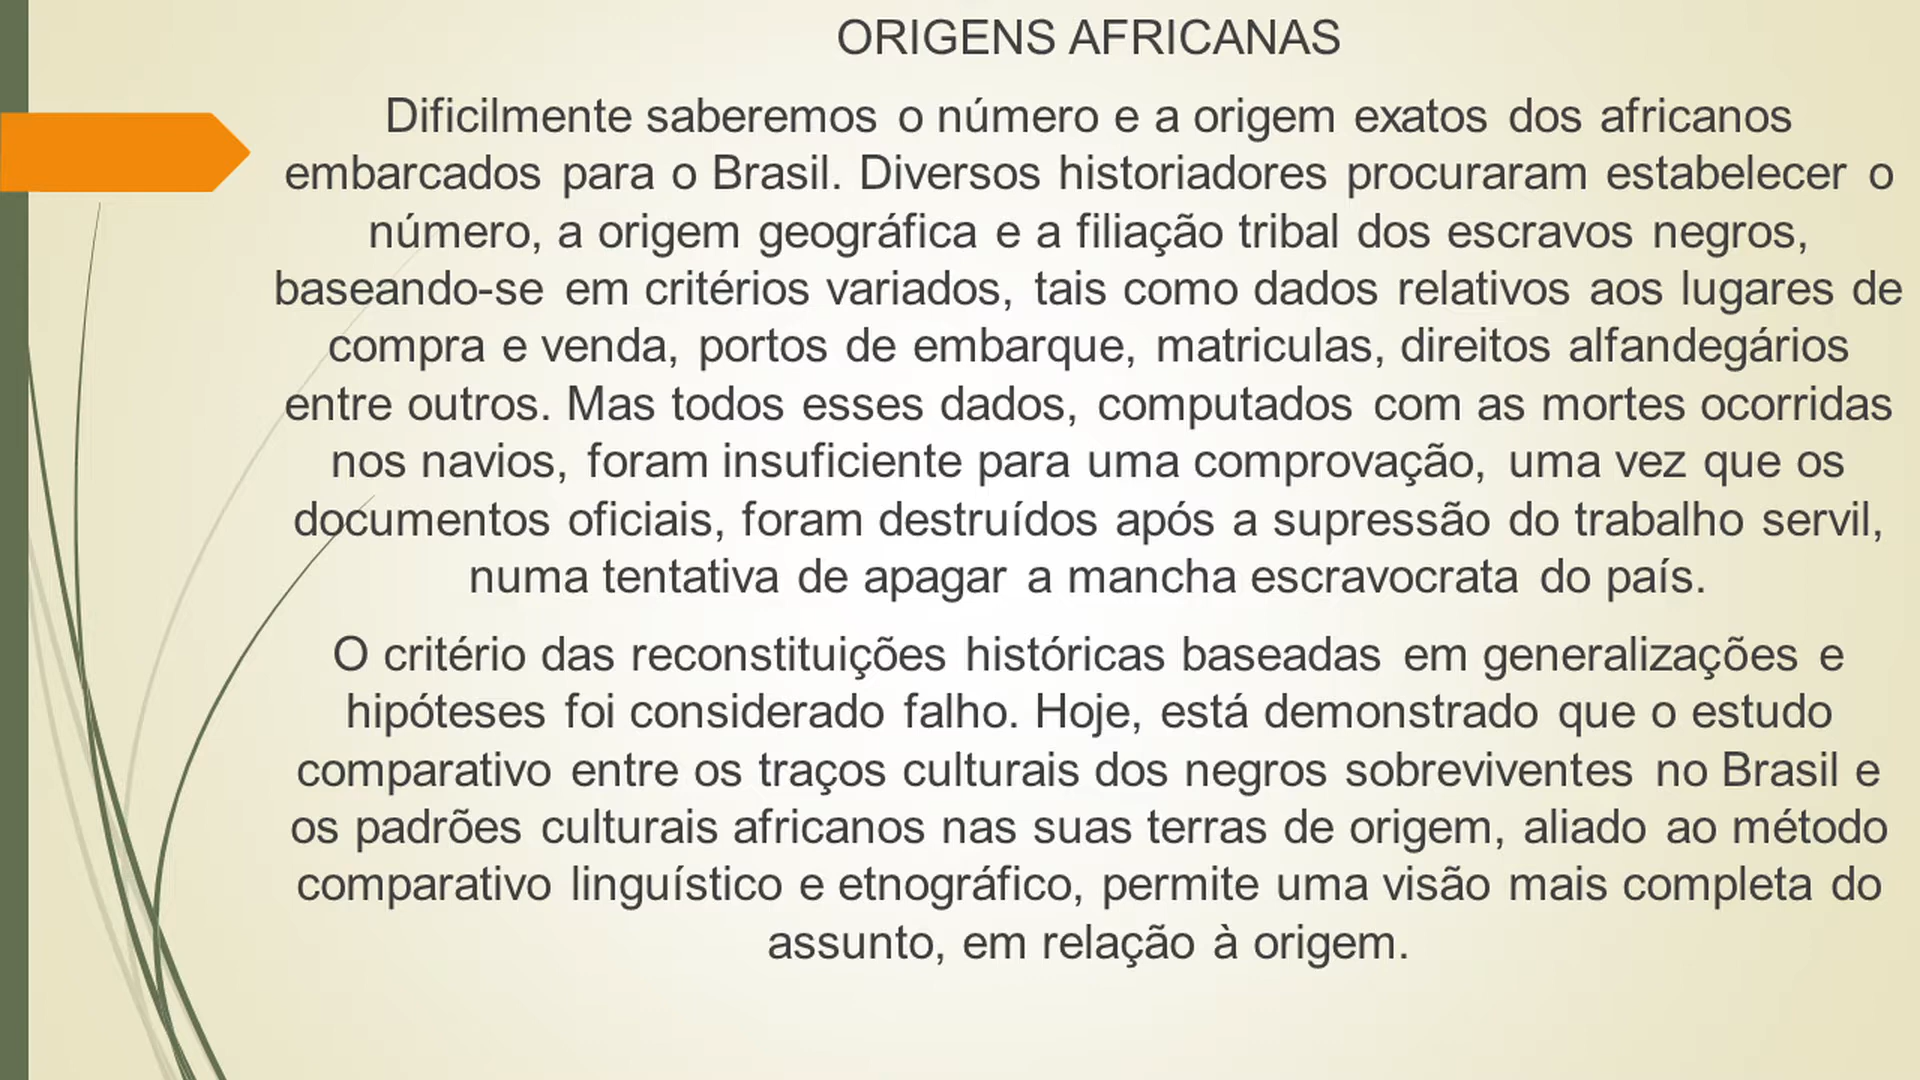 ORIGENS AFRICANAS
Dificilmente saberemos o número e a origem exatos dos africanos
embarcados para o Brasil. Diversos historiadores procuraram estabelecer o
número, a origem geográfica e a filiação tribal dos escravos negros,
baseando-se em critérios variados, tais como dados relativos aos lugares de
compra e venda, portos de embarque, matriculas, direitos alfandegários
entre outros. Mas todos esses dados, computados com as mortes ocorridas
nos navios, foram insuficiente para uma comprovação, uma vez que os
documentos oficiais, foram destruídos após a supressão do trabalho servil,
numa tentativa de apagar a mancha escravocrata do país.
O critério das reconstituições históricas baseadas em generalizações e
hipóteses foi considerado falho. Hoje, está demonstrado que o estudo
comparativo entre os traços culturais dos negros sobreviventes no Brasil e
os padrões culturais africanos nas suas terras de origem, aliado ao método
comparativo linguístico e etnográfico, permite uma visão mais completa do
assunto, em relação à origem.